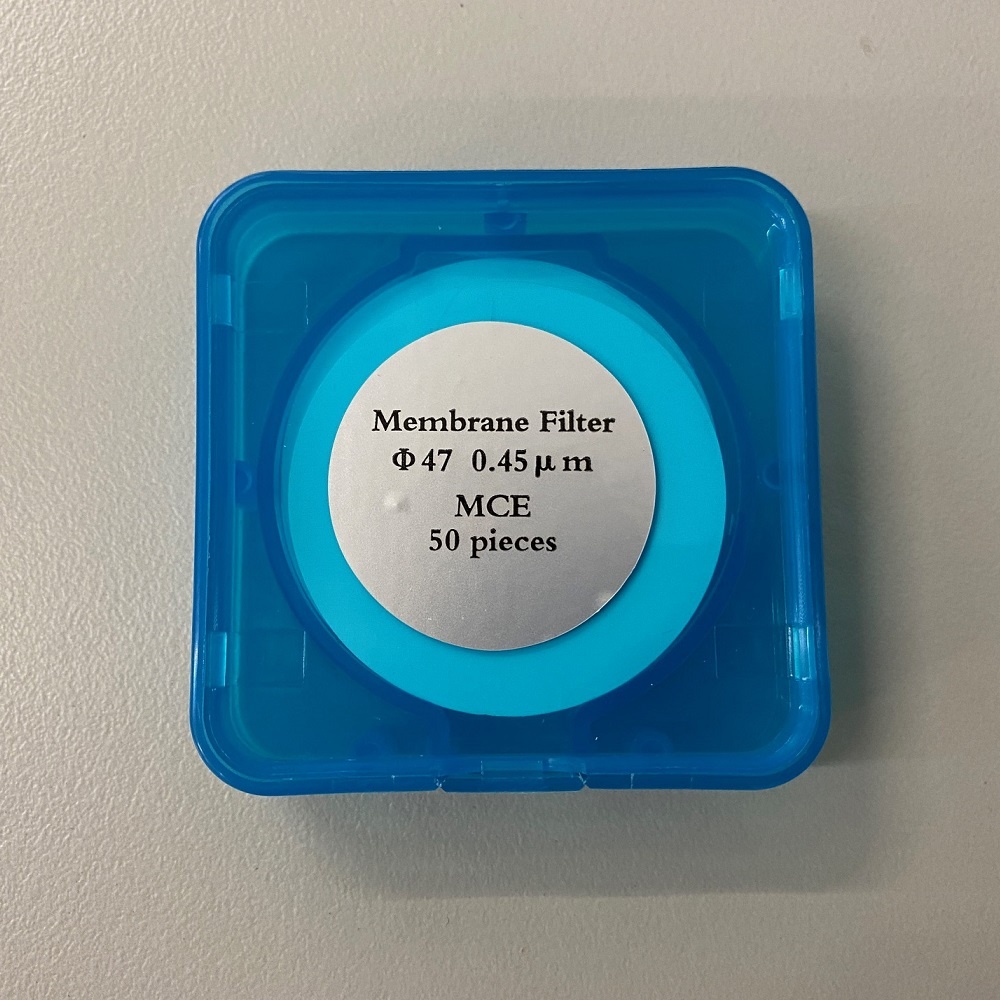 Membrane Filter
Φ47 0.45μm
MCE
50 pieces